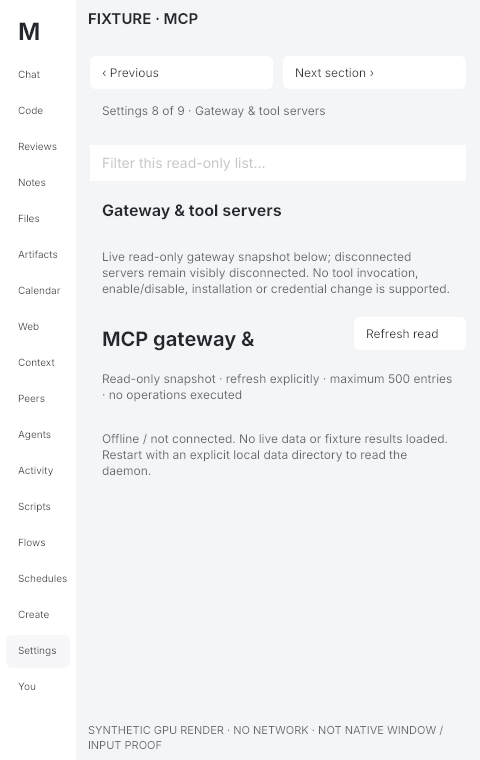 M
Chat
Code
Reviews
Notes
Files
Artifacts
Calendar
Web
Context
Peers
Agents
Activity
Scripts
Flows
Schedules
Create
Settings
You
FIXTURE · MCP
‹ Previous
Next section ›
Settings 8 of 9 · Gateway & tool servers
Filter this read-only list...
Gateway & tool servers
Live read-only gateway snapshot below; disconnected
servers remain visibly disconnected. No tool invocation,
enable/disable, installation or credential change is supported.
MCP gateway &
Refresh read
Read-only snapshot · refresh explicitly · maximum 500 entries
· no operations executed
Offline / not connected. No live data or fixture results loaded.
Restart with an explicit local data directory to read the
daemon.
SYNTHETIC GPU RENDER · NO NETWORK · NOT NATIVE WINDOW /
INPUT PROOF